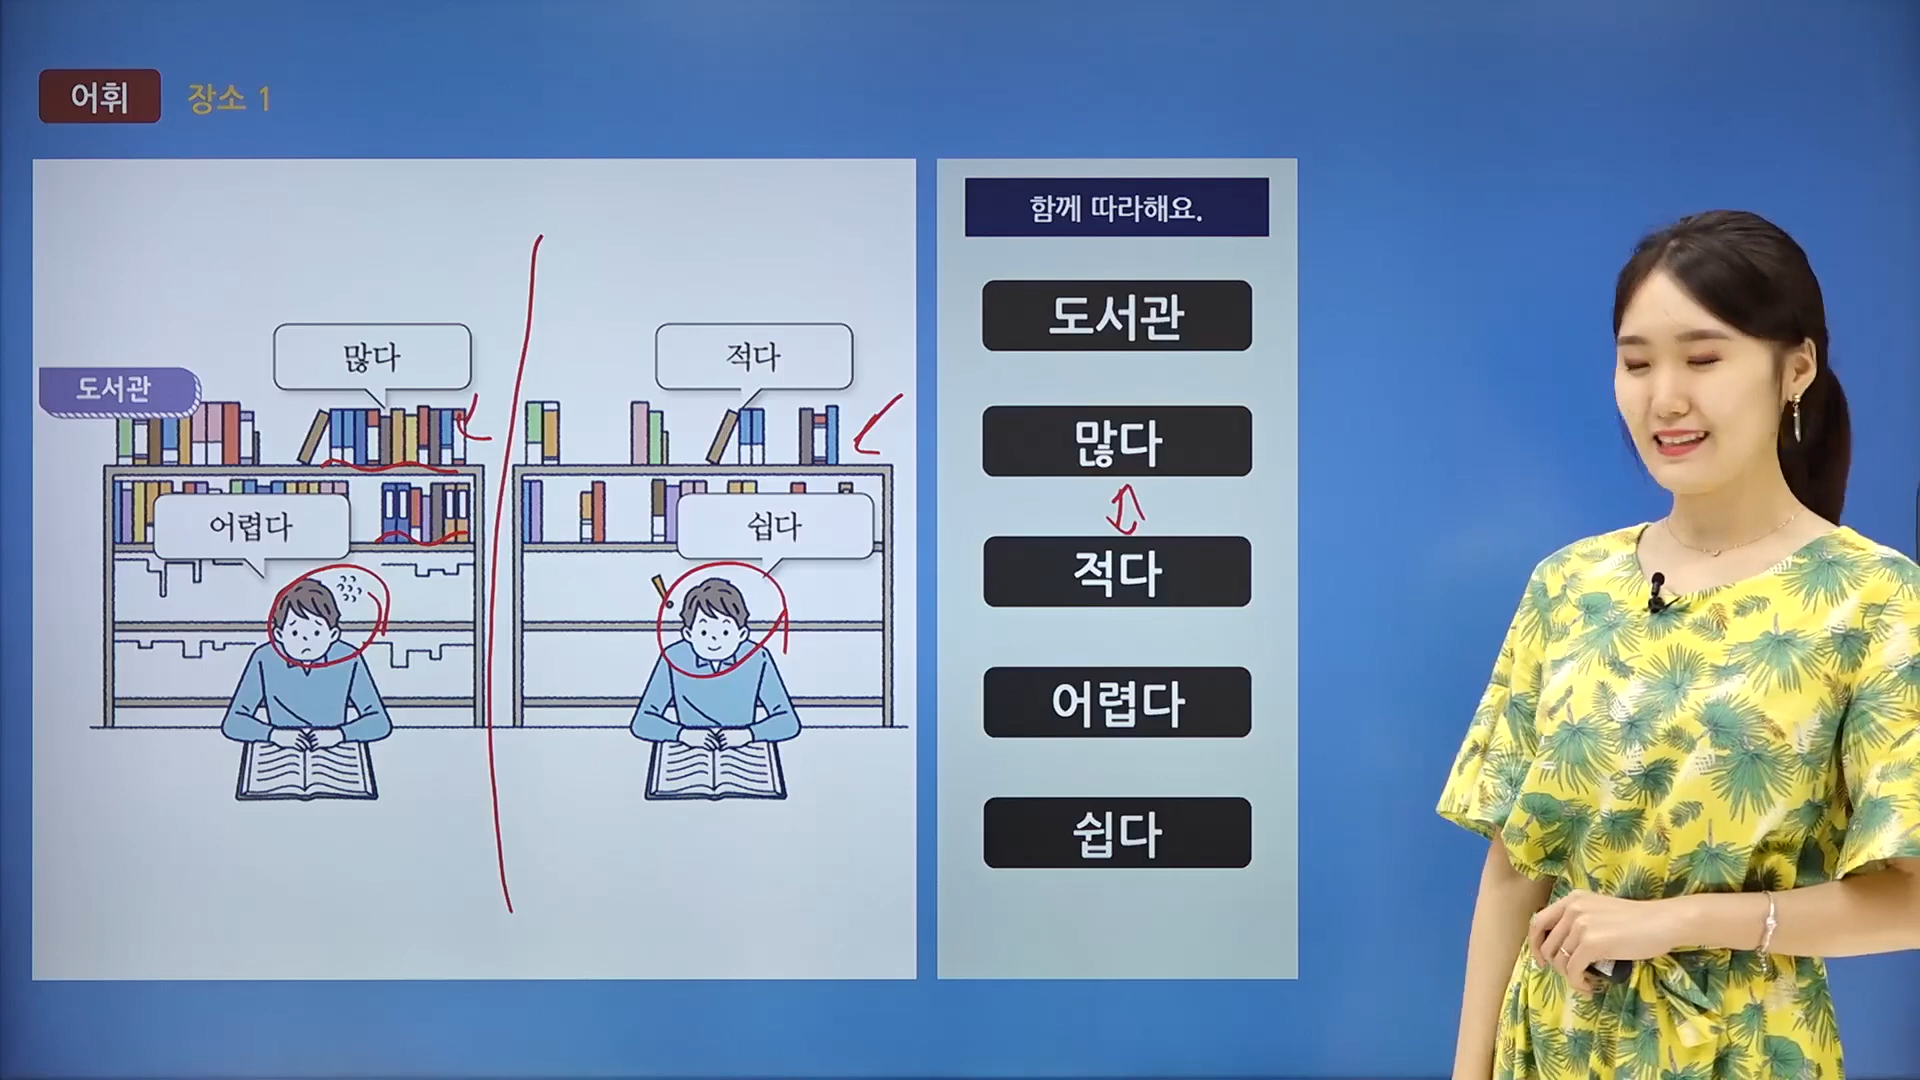 어휘
장소 1
많다
적다
도서관
어렵다
쉽다
함께 따라해요.
도서관
많다
적다
어렵다
쉽다